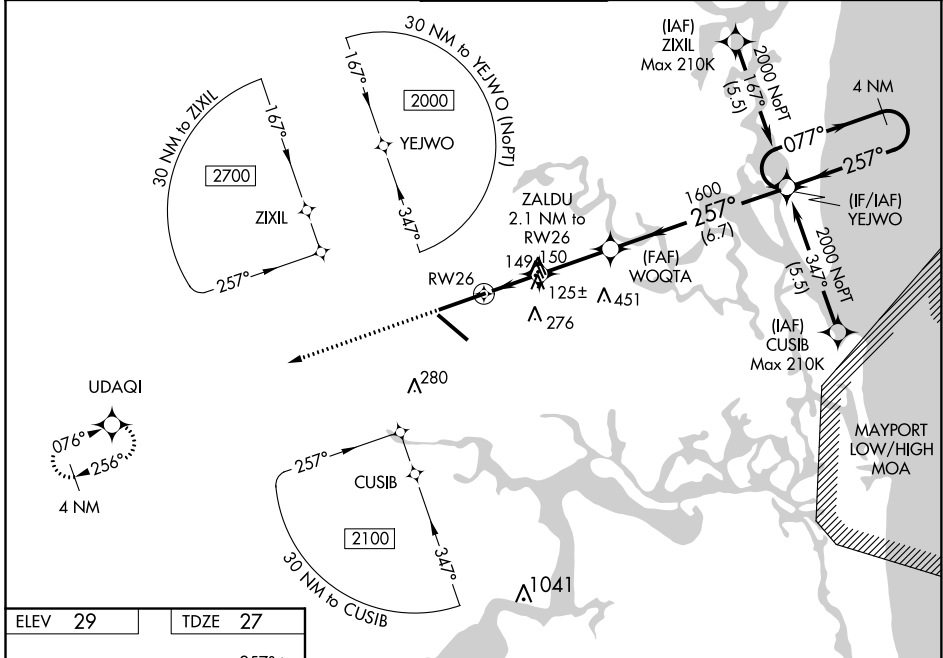 30 NM to ZIXIL
2700
167°
ZIXIL
257°
30 NM to YEJWO (NoPT)
167°
2000
YEJWO
347°
(IAF)
ZIXIL
Max 210K
2000 NoPT
167°
(5.5)
4 NM
077°
257°
(IF/IAF)
YEJWO
1600
257°
(6.7)
ZALDU
2.1 NM to
RW26
149
150
125±
(FAF)
WOQTA
RW26
451
276
2000 NoPT
347°
(5.5)
(IAF)
CUSIB
Max 210K
280
UDAQI
076°
256°
4 NM
257°
CUSIB
2100
347°
30 NM to CUSIB
1041
MAYPORT
LOW/HIGH
MOA
ELEV 29
TDZE 27